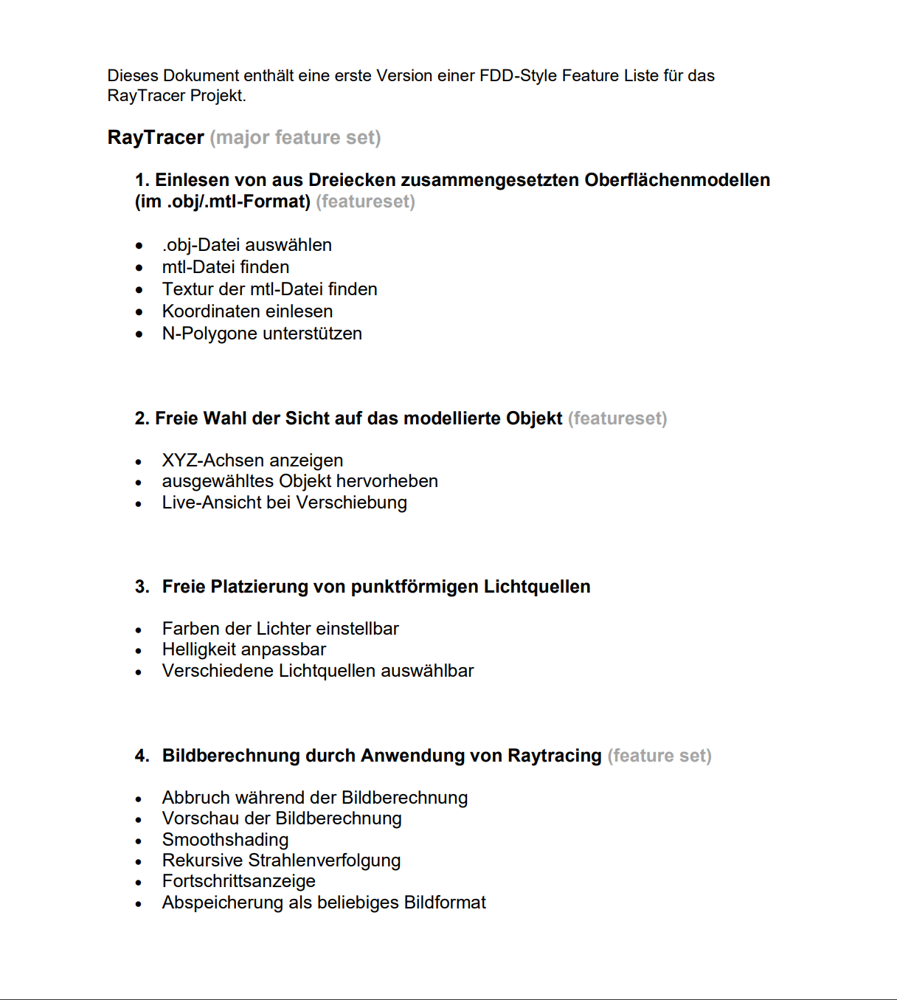 Dieses Dokument enthält eine erste Version einer FDD-Style Feature Liste für das
RayTracer Projekt.
RayTracer (major feature set)
1. Einlesen von aus Dreiecken zusammengesetzten Oberflächenmodellen
(im .obj/.mtl-Format) (featureset)
• .obj-Datei auswählen
• mtl-Datei finden
• Textur der mtl-Datei finden
• Koordinaten einlesen
• N-Polygone unterstützen
2. Freie Wahl der Sicht auf das modellierte Objekt (featureset)
• XYZ-Achsen anzeigen
• ausgewähltes Objekt hervorheben
• Live-Ansicht bei Verschiebung
3. Freie Platzierung von punktförmigen Lichtquellen
• Farben der Lichter einstellbar
• Helligkeit anpassbar
• Verschiedene Lichtquellen auswählbar
4. Bildberechnung durch Anwendung von Raytracing (feature set)
• Abbruch während der Bildberechnung
• Vorschau der Bildberechnung
• Smoothshading
• Rekursive Strahlenverfolgung
• Fortschrittsanzeige
• Abspeicherung als beliebiges Bildformat